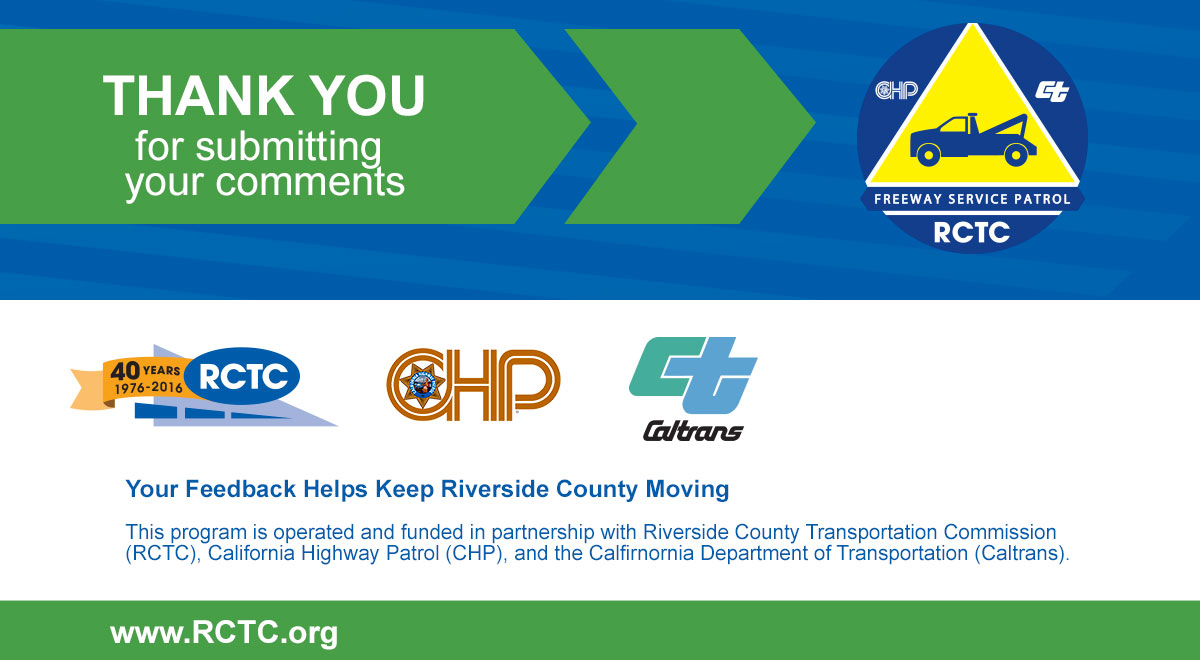 THANK YOU
for submitting
your comments
CHP
Ct
FREEWAY SERVICE PATROL
RCTC
40 YEARS
1976-2016
RCTC
CHP
Ct
Caltrans
Your Feedback Helps Keep Riverside County Moving
This program is operated and funded in partnership with Riverside County Transportation Commission
(RCTC), California Highway Patrol (CHP), and the Calfirnornia Department of Transportation (Caltrans).
www.RCTC.org